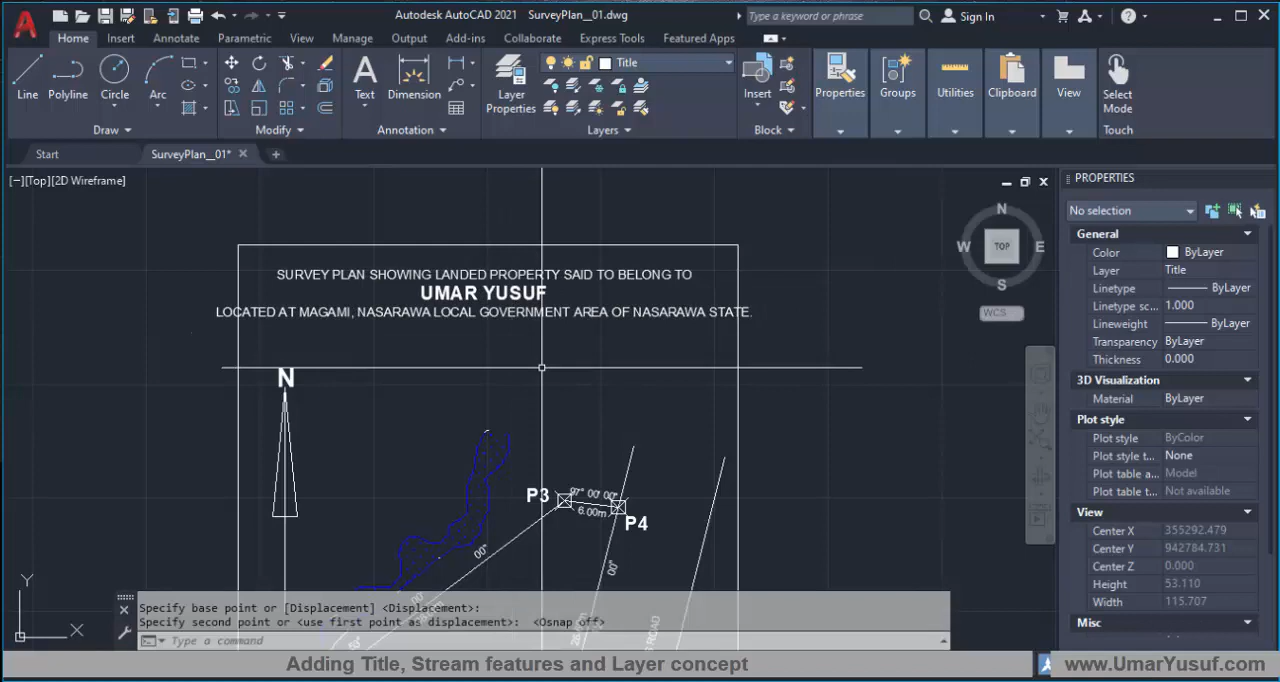 Autodesk AutoCAD 2021 SurveyPlan__01.dwg
Type a keyword or phrase
Sign In
Home Insert Annotate Parametric View Manage Output Add-ins Collaborate Express Tools Featured Apps
Line Polyline Circle Arc
Text Dimension
Layer Properties
Title
Insert
Properties Groups Utilities Clipboard View
Select Mode
Draw Modify Annotation Layers Block Touch
Start SurveyPlan__01*
[−][Top][2D Wireframe]
N
W TOP E
S
WCS
SURVEY PLAN SHOWING LANDED PROPERTY SAID TO BELONG TO
UMAR YUSUF
LOCATED AT MAGAMI, NASARAWA LOCAL GOVERNMENT AREA OF NASARAWA STATE.
N
P3
97° 00' 00"
6.00m
P4
00"
00"
ROAD
Y
X
Specify base point or [Displacement] <Displacement>:
Specify second point or <use first point as displacement>: <Osnap off>
Type a command
PROPERTIES
No selection
General
Color ByLayer
Layer Title
Linetype ByLayer
Linetype sc... 1.000
Lineweight ByLayer
Transparency ByLayer
Thickness 0.000
3D Visualization
Material ByLayer
Plot style
Plot style ByColor
Plot style t... None
Plot table a... Model
Plot table t... Not available
View
Center X 355292.479
Center Y 942784.731
Center Z 0.000
Height 53.110
Width 115.707
Misc
Adding Title, Stream features and Layer concept
www.UmarYusuf.com